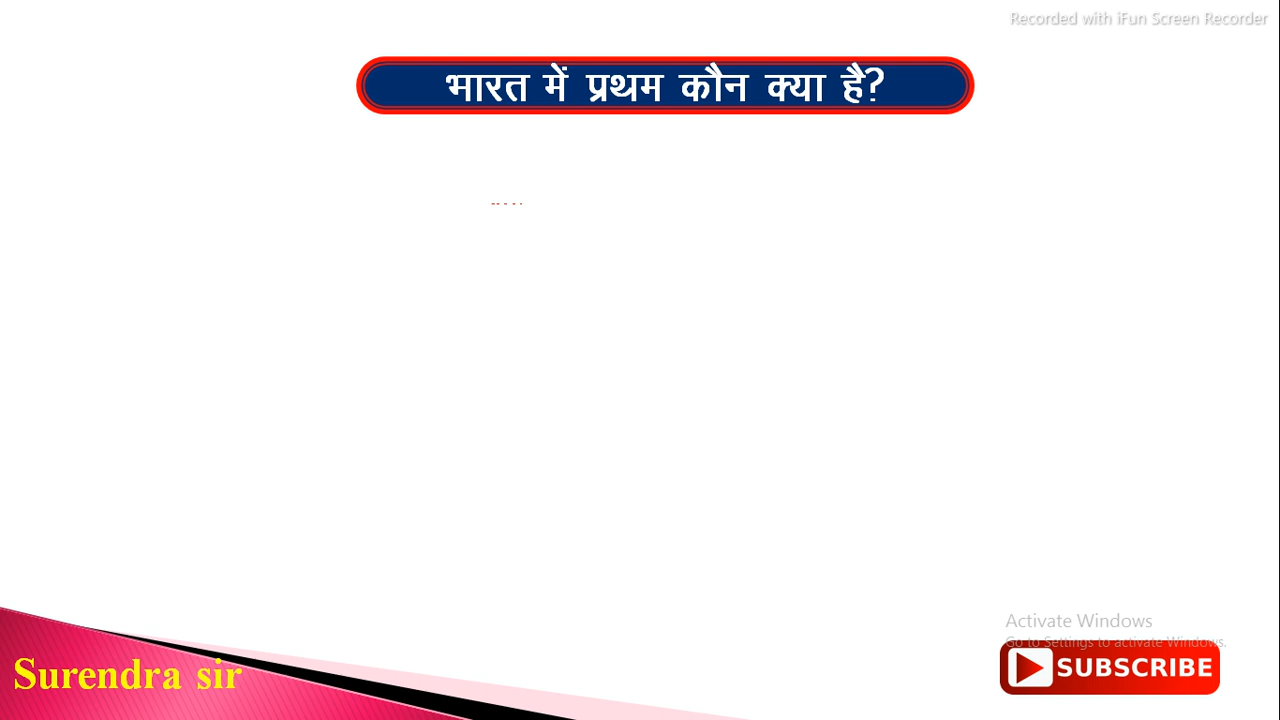 Recorded with iFun Screen Recorder
भारत में प्रथम कौन क्या है?
Activate Windows
Go to Settings to activate Windows.
SUBSCRIBE
Surendra sir